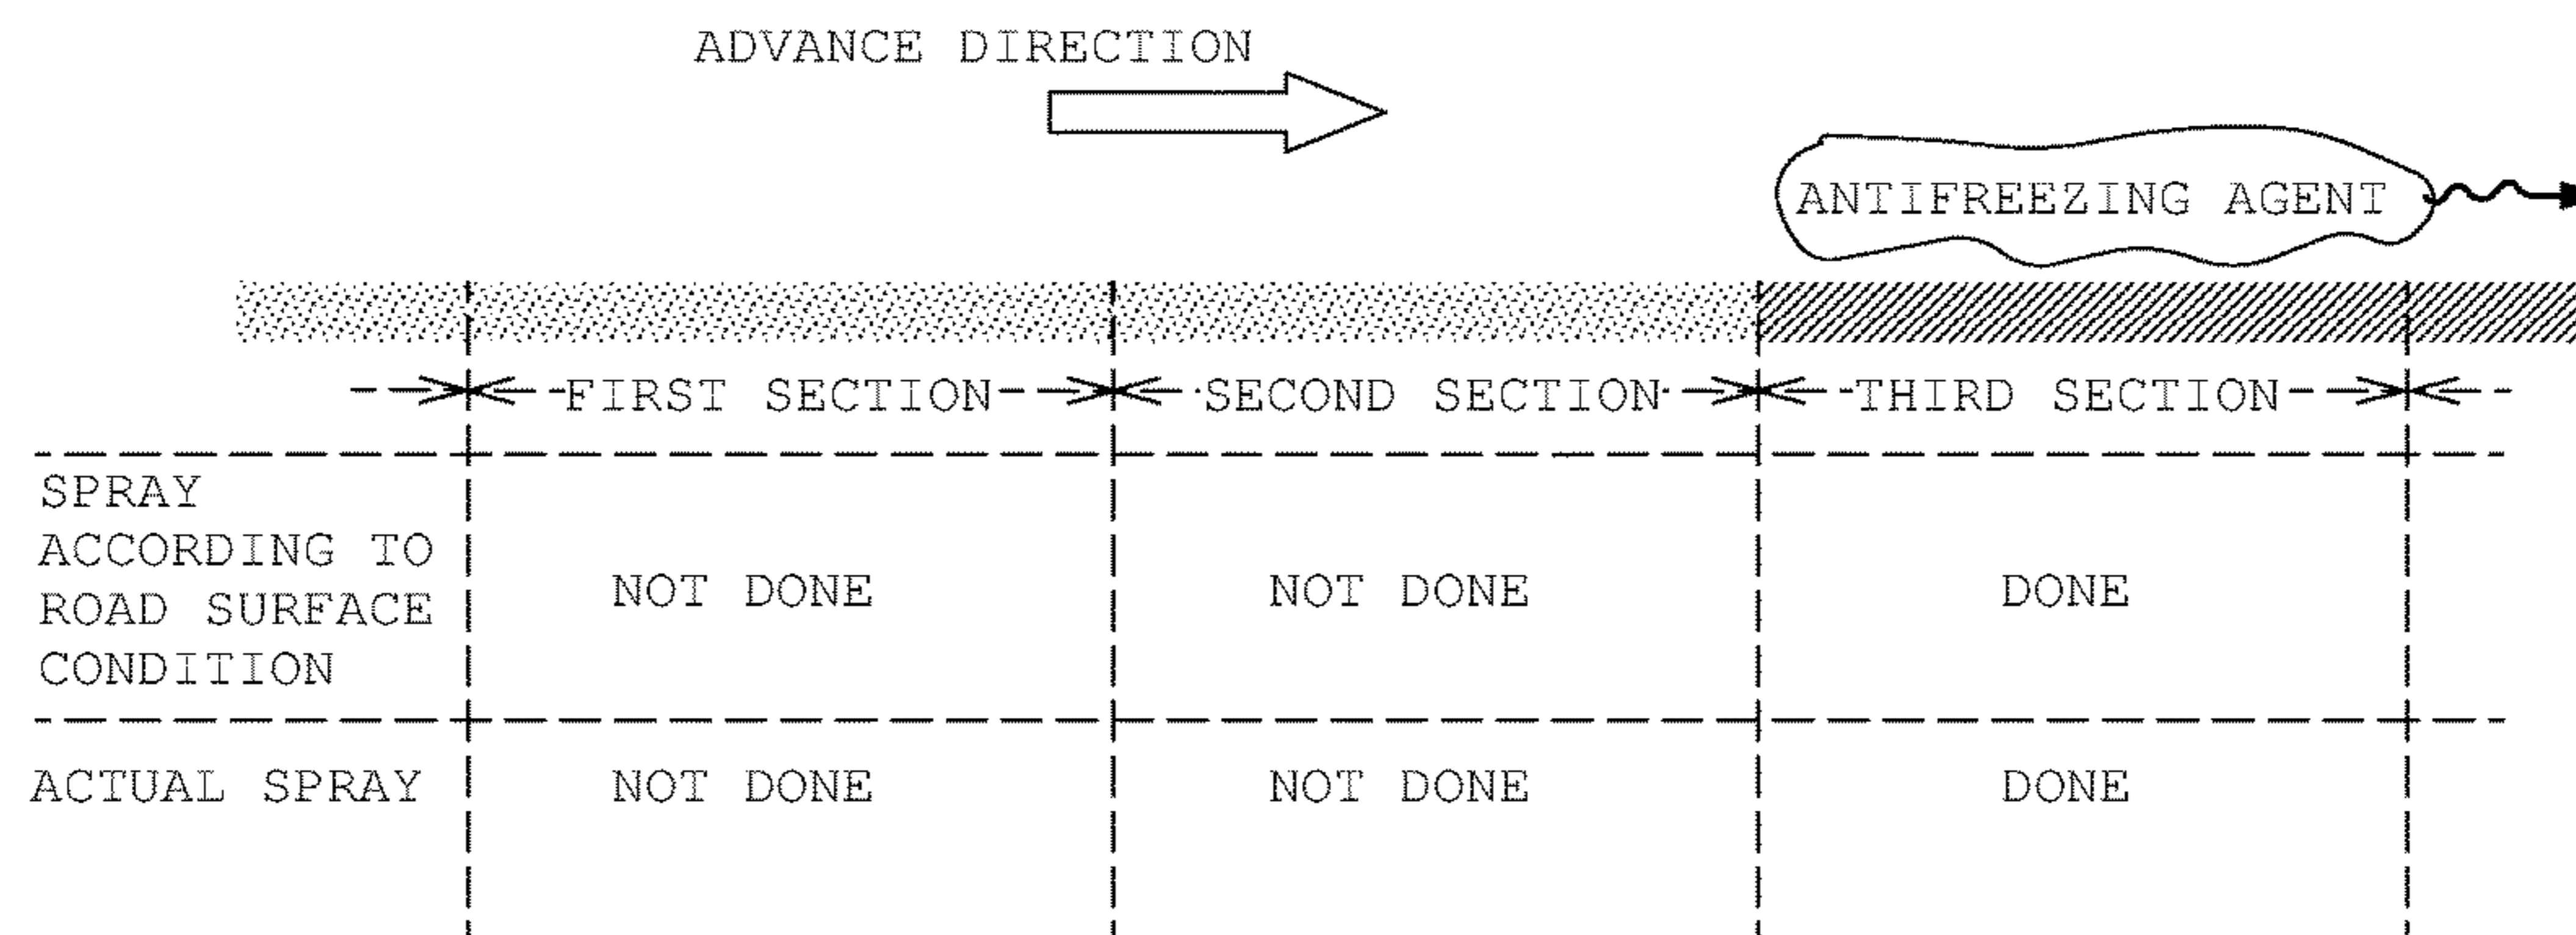 ADVANCE DIRECTION
ANTIFREEZING AGENT
FIRST SECTION
SECOND SECTION
THIRD SECTION
SPRAY
ACCORDING TO
ROAD SURFACE
CONDITION
NOT DONE
NOT DONE
DONE
ACTUAL SPRAY
NOT DONE
NOT DONE
DONE